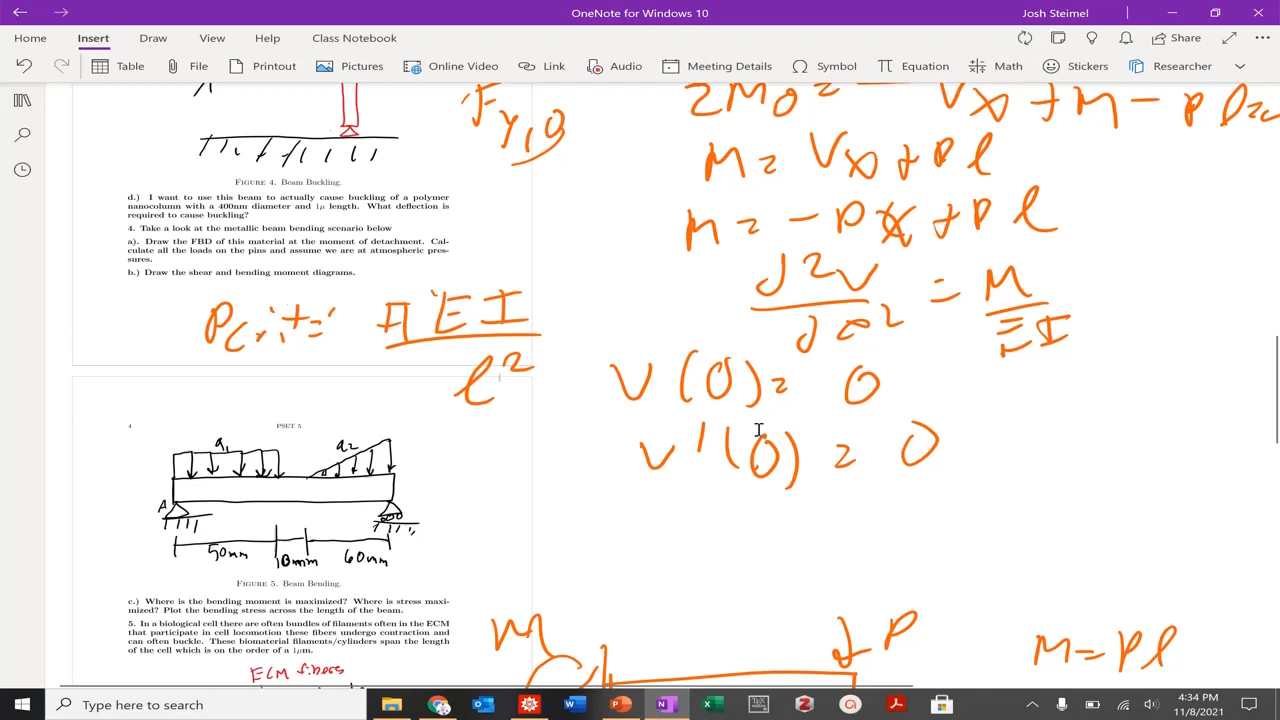 OneNote for Windows 10
Josh Steimel
Home Insert Draw View Help Class Notebook
Share
Table File Printout Pictures Online Video Link Audio Meeting Details Symbol Equation Math Stickers Researcher
FIGURE 4. Beam Buckling.
d.) I want to use this beam to actually cause buckling of a polymer
nanocolumn with a 400nm diameter and 1μ length. What deflection is
required to cause buckling?
4. Take a look at the metallic beam bending scenario below
a). Draw the FBD of this material at the moment of detachment. Cal-
culate all the loads on the pins and assume we are at atmospheric pres-
sures.
b.) Draw the shear and bending moment diagrams.
M = Vx + Pl
M = - Px + Pl
= M
EI
V(0) = 0
V'(0) = 0
Pcrit =
EI
l²
4 PSET 5
q1 q2
A
10mm
FIGURE 5. Beam Bending.
c.) Where is the bending moment is maximized? Where is stress maxi-
mized? Plot the bending stress across the length of the beam.
5. In a biological cell there are often bundles of filaments often in the ECM
that participate in cell locomotion these fibers undergo contraction and
can often buckle. These biomaterial filaments/cylinders span the length
of the cell which is on the order of a 1μm.
ECM fibers
M P
M = Pl
Type here to search
4:34 PM
11/8/2021